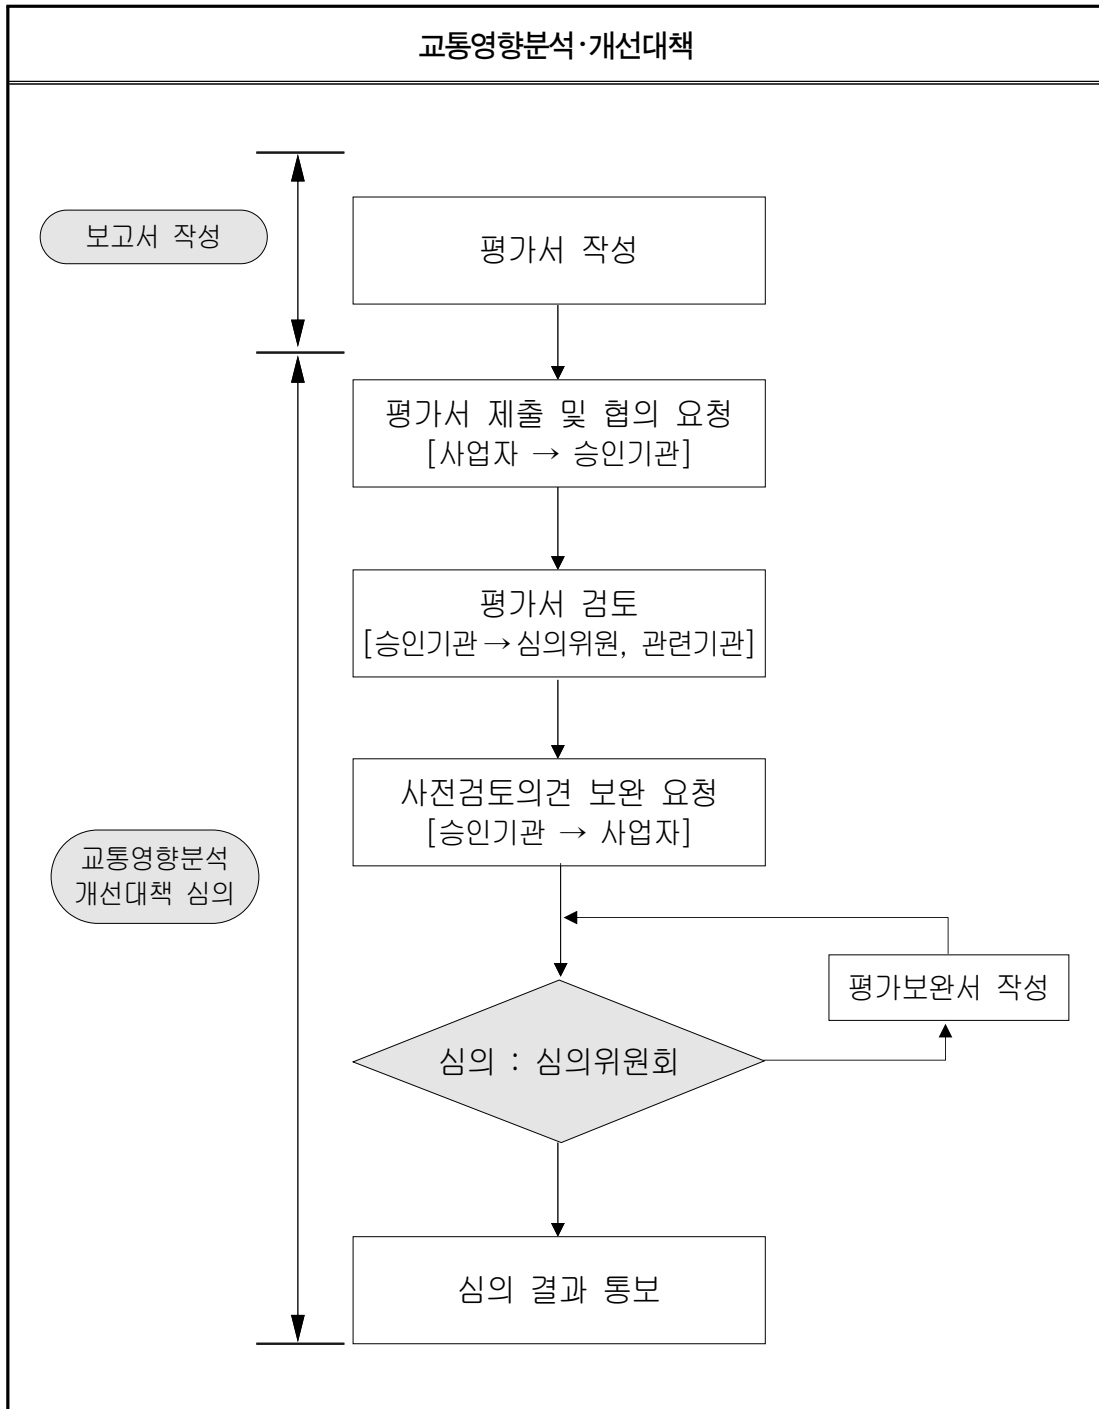 교통영향분석·개선대책
보고서 작성
평가서 작성
평가서 제출 및 협의 요청
[사업자 → 승인기관]
평가서 검토
[승인기관→심의위원, 관련기관]
사전검토의견 보완 요청
[승인기관 → 사업자]
교통영향분석
개선대책 심의
평가보완서 작성
심의 : 심의위원회
심의 결과 통보